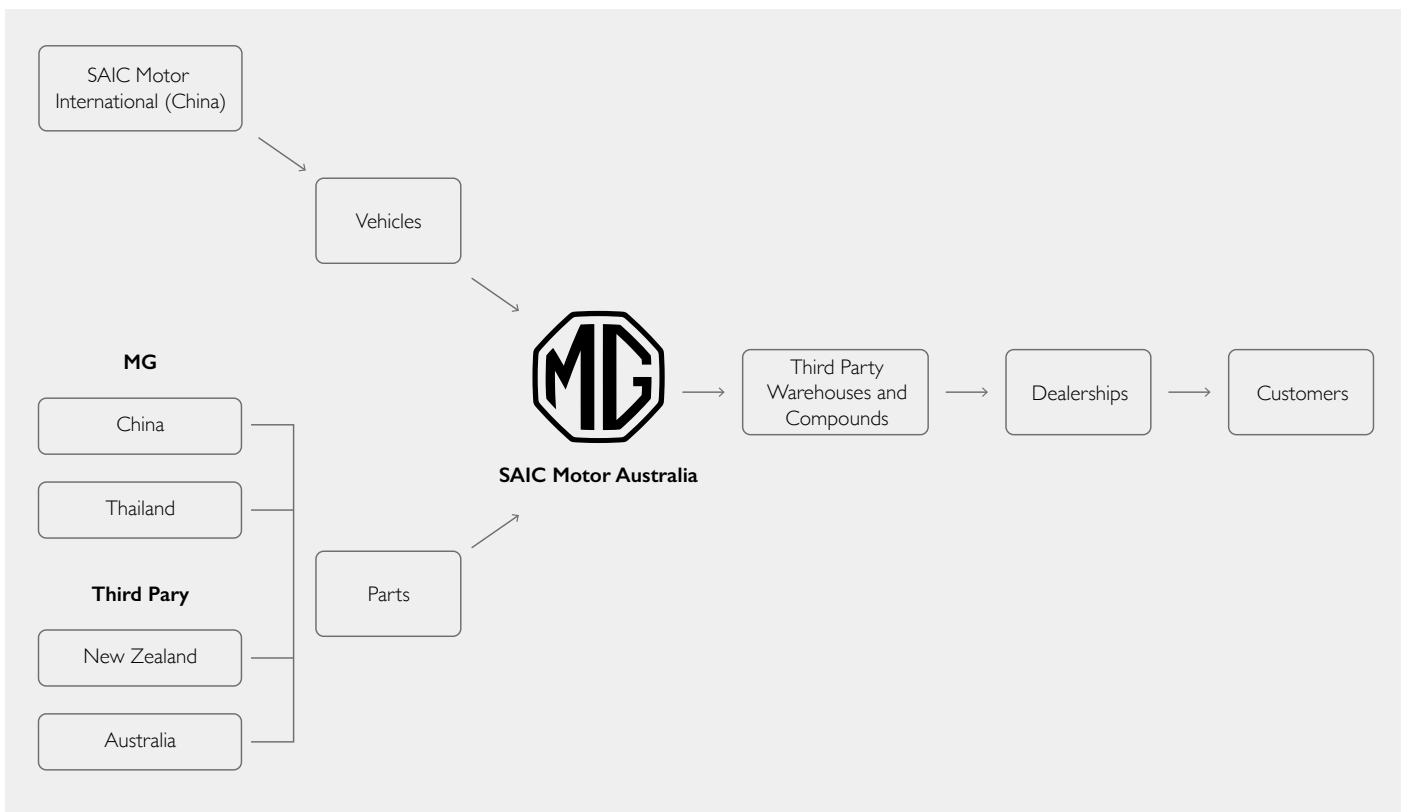 SAIC Motor
International (China)
Vehicles
MG
China
Thailand
Third Pary
New Zealand
Australia
Parts
MG
SAIC Motor Australia
Third Party
Warehouses and
Compounds
Dealerships
Customers